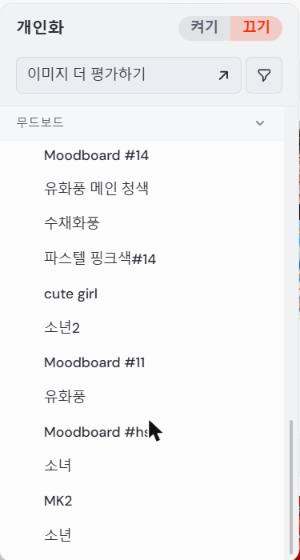 개인화
켜기 끄기
이미지 더 평가하기
무드보드
Moodboard #14
유화풍 메인 청색
수채화풍
파스텔 핑크색#14
cute girl
소년2
Moodboard #11
유화풍
Moodboard
소녀
MK2
소년